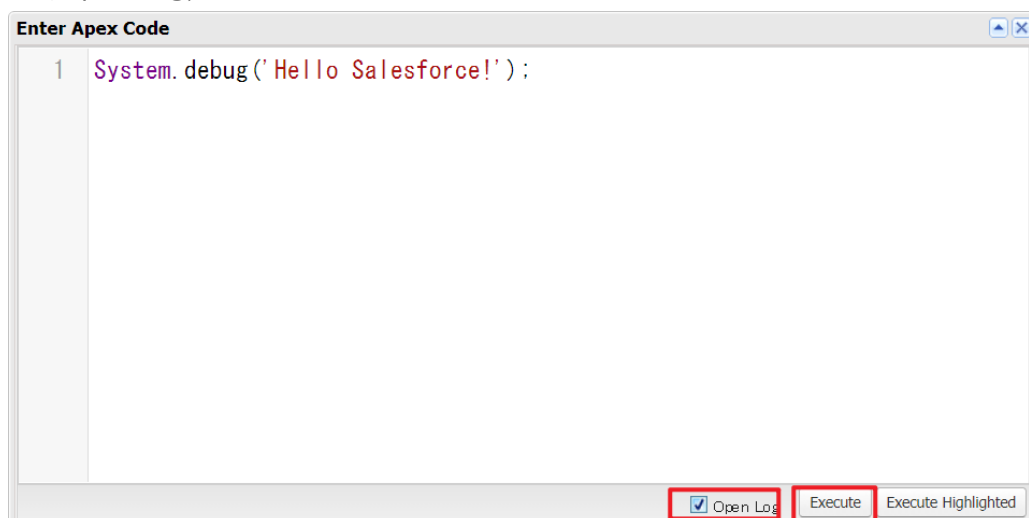 Enter Apex Code
1 System.debug('Hello Salesforce!');
Open Log Execute Execute Highlighted